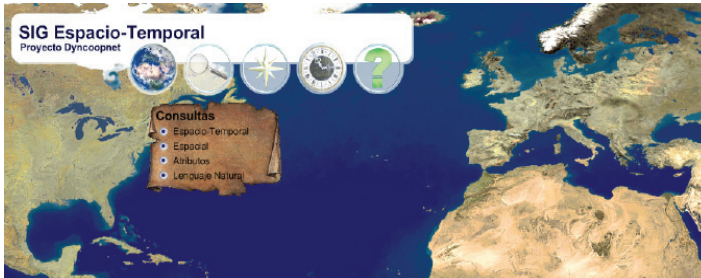 SIG Espacio-Temporal
Proyecto Dyncoopnet
Consultas
Espacio-Temporal
Espacial
Atributos
Lenguaje Natural